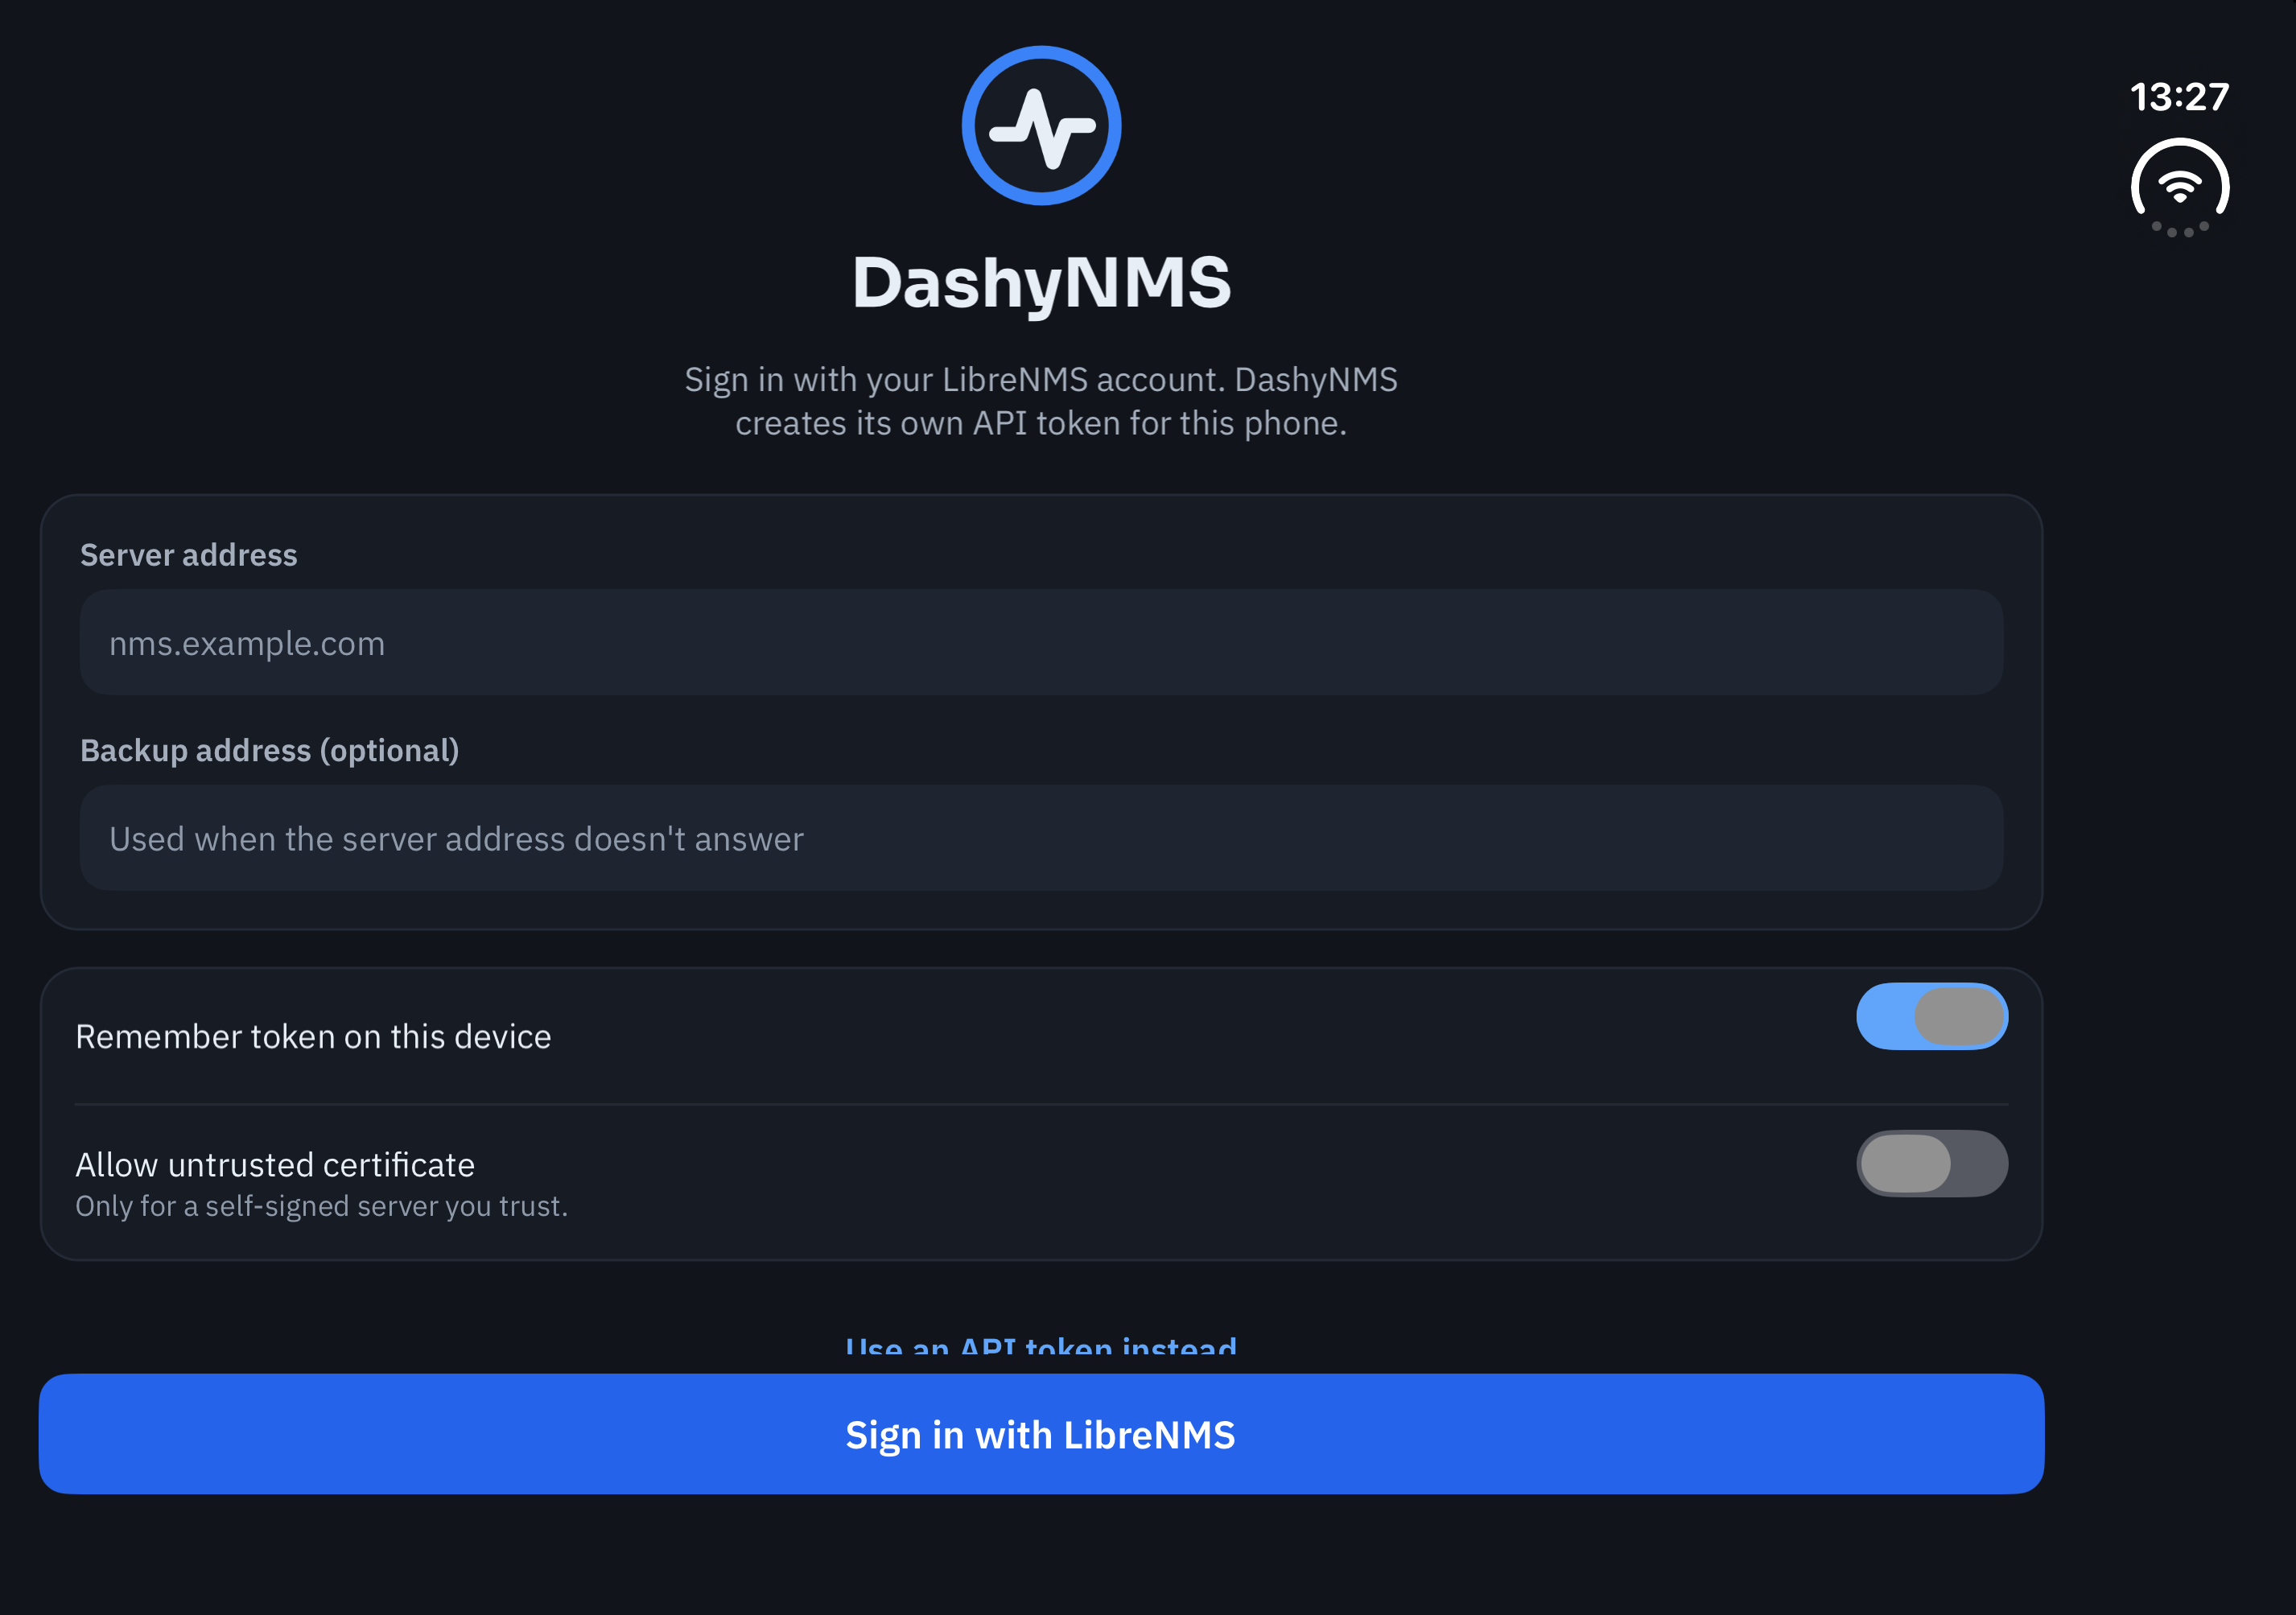 13:27
DashyNMS
Sign in with your LibreNMS account. DashyNMS
creates its own API token for this phone.
Server address
nms.example.com
Backup address (optional)
Used when the server address doesn't answer
Remember token on this device
Allow untrusted certificate
Only for a self-signed server you trust.
Use an API token instead
Sign in with LibreNMS